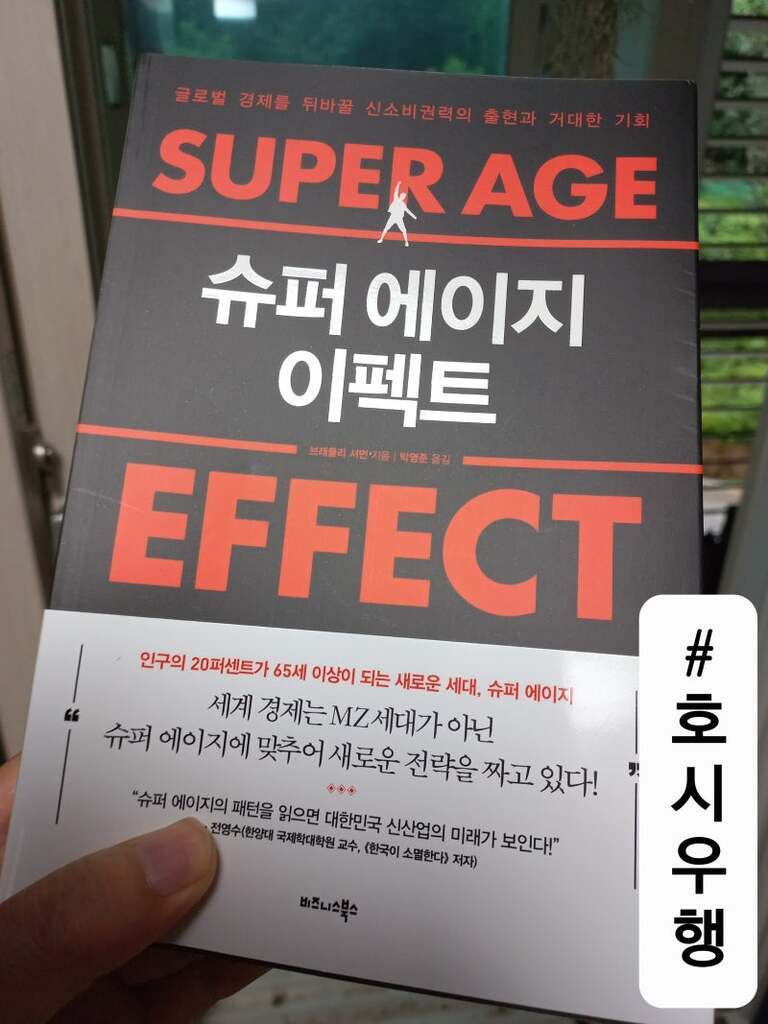 글로벌 경제를 뒤바꿀 신소비권력의 출현과 거대한 기회
SUPER AGE
슈퍼 에이지
이펙트
브래들리 셔먼·지음 | 박영준 옮김
EFFECT
인구의 20퍼센트가 65세 이상이 되는 새로운 세대, 슈퍼 에이지
“
세계 경제는 MZ세대가 아닌
슈퍼 에이지에 맞추어 새로운 전략을 짜고 있다!
”
“슈퍼 에이지의 패턴을 읽으면 대한민국 신산업의 미래가 보인다!”
전영수(한양대 국제학대학원 교수, 《한국이 소멸한다》 저자)
비즈니스북스
#
호
시
우
행